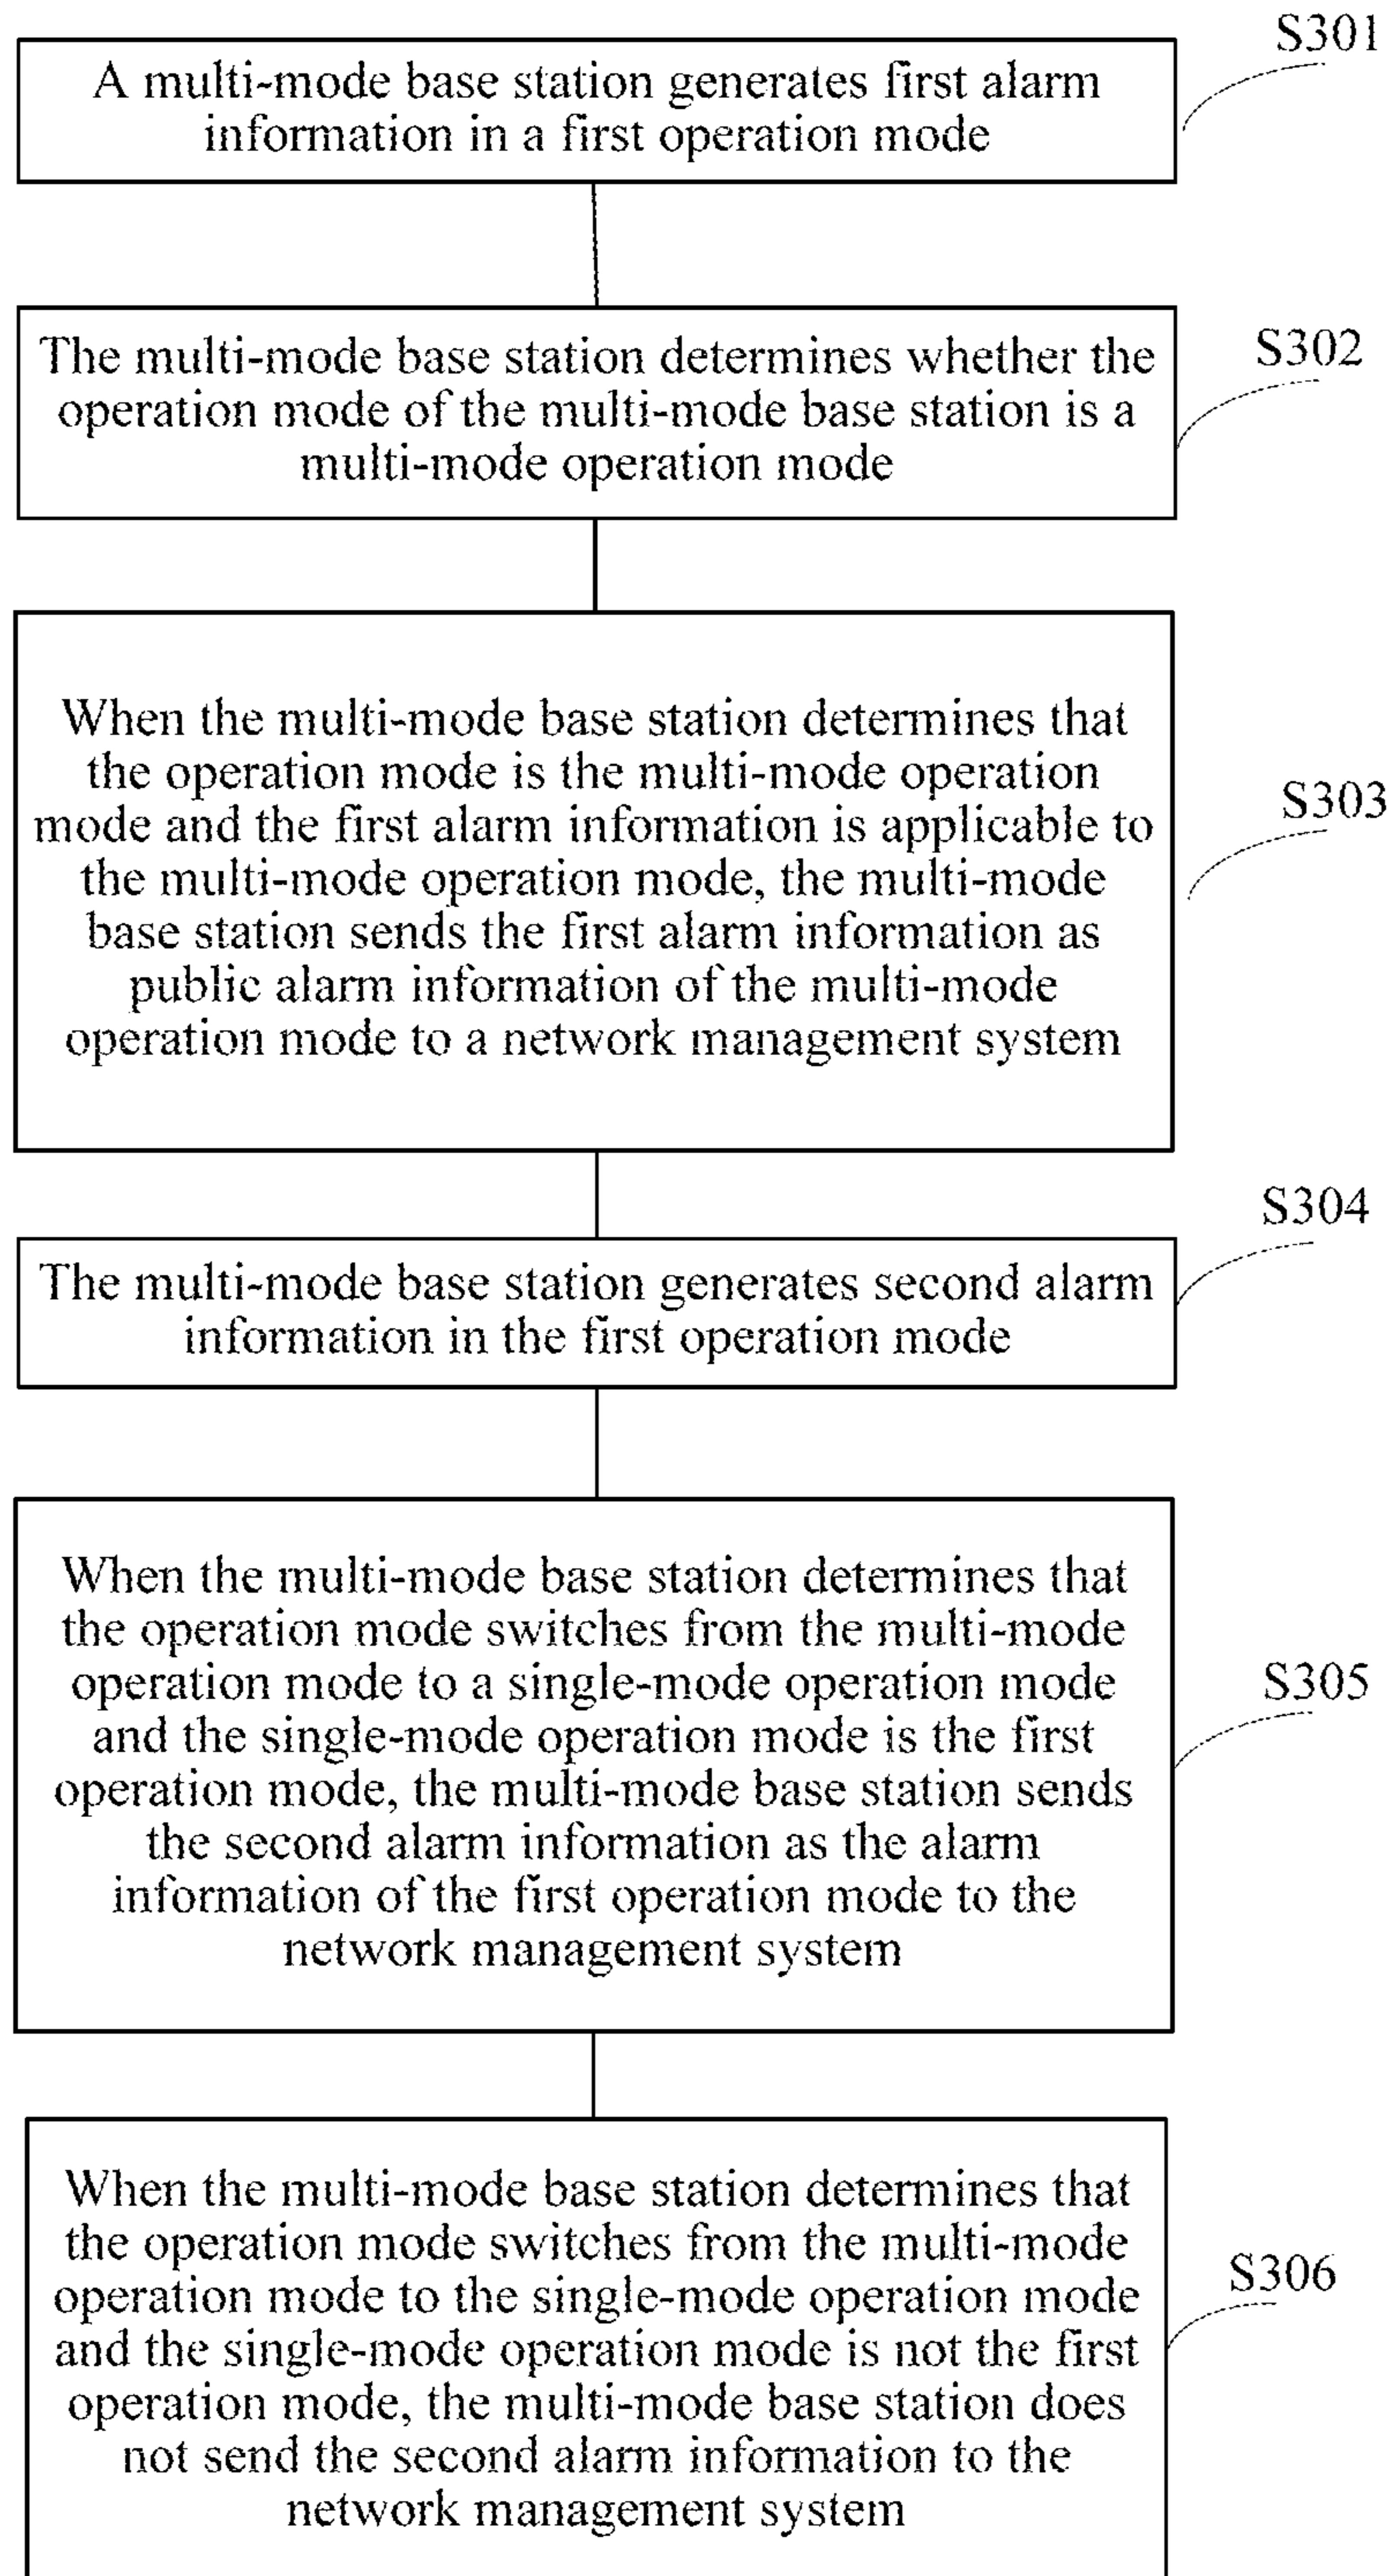 S301
A multi-mode base station generates first alarm
information in a first operation mode
S302
The multi-mode base station determines whether the
operation mode of the multi-mode base station is a
multi-mode operation mode
When the multi-mode base station determines that
the operation mode is the multi-mode operation
mode and the first alarm information is applicable to
the multi-mode operation mode, the multi-mode
base station sends the first alarm information as
public alarm information of the multi-mode
operation mode to a network management system
S303
S304
The multi-mode base station generates second alarm
information in the first operation mode
When the multi-mode base station determines that
the operation mode switches from the multi-mode
operation mode to a single-mode operation mode
and the single-mode operation mode is the first
operation mode, the multi-mode base station sends
the second alarm information as the alarm
information of the first operation mode to the
network management system
S305
When the multi-mode base station determines that
the operation mode switches from the multi-mode
operation mode to the single-mode operation mode
and the single-mode operation mode is not the first
operation mode, the multi-mode base station does
not send the second alarm information to the
network management system
S306